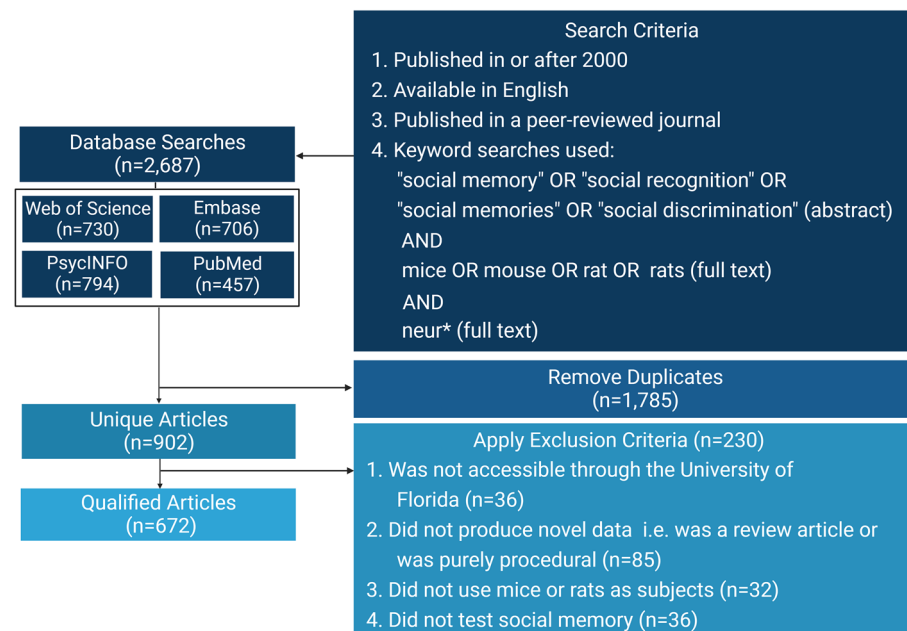 Search Criteria
1. Published in or after 2000
2. Available in English
3. Published in a peer-reviewed journal
4. Keyword searches used:
"social memory" OR "social recognition" OR
"social memories" OR "social discrimination" (abstract)
AND
mice OR mouse OR rat OR rats (full text)
AND
neur* (full text)
Database Searches
(n=2,687)
Web of Science
(n=730)
Embase
(n=706)
PsycINFO
(n=794)
PubMed
(n=457)
Remove Duplicates
(n=1,785)
Unique Articles
(n=902)
Apply Exclusion Criteria (n=230)
1. Was not accessible through the University of
Florida (n=36)
2. Did not produce novel data i.e. was a review article or
was purely procedural (n=85)
3. Did not use mice or rats as subjects (n=32)
4. Did not test social memory (n=36)
Qualified Articles
(n=672)